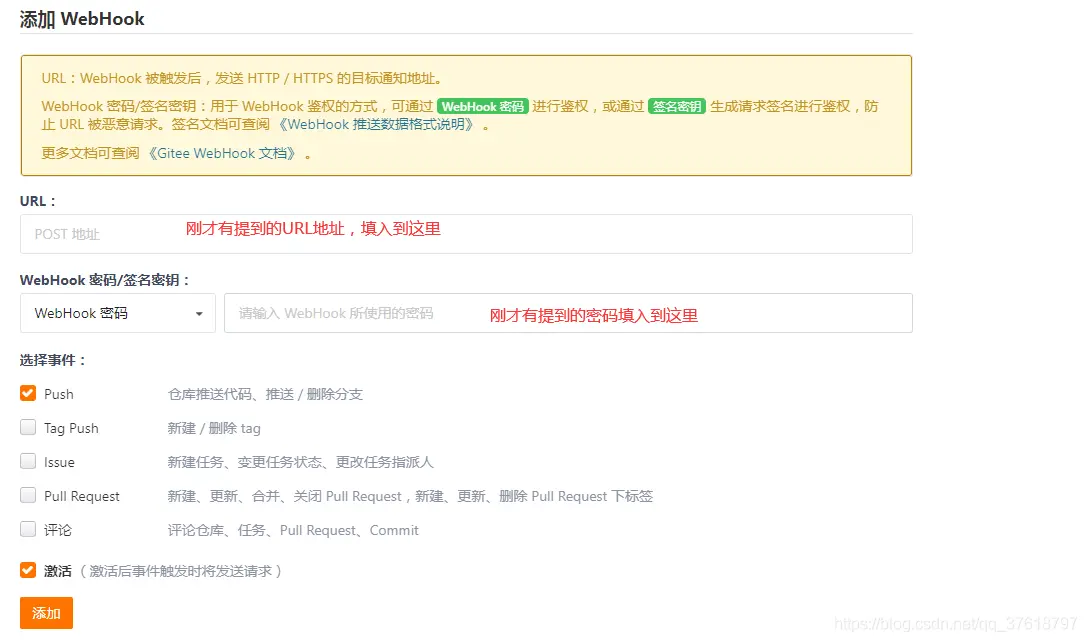 添加 WebHook
URL：WebHook 被触发后，发送 HTTP / HTTPS 的目标通知地址。
WebHook 密码/签名密钥：用于 WebHook 鉴权的方式，可通过 WebHook 密码 进行鉴权，或通过 签名密钥 生成请求签名进行鉴权，防
止 URL 被恶意请求。签名文档可查阅 《WebHook 推送数据格式说明》 。
更多文档可查阅 《Gitee WebHook 文档》 。
URL：
POST 地址 刚才有提到的URL地址，填入到这里
WebHook 密码/签名密钥：
WebHook 密码 请输入 WebHook 所使用的密码 刚才有提到的密码填入到这里
选择事件：
Push 仓库推送代码、推送 / 删除分支
Tag Push 新建 / 删除 tag
Issue 新建任务、变更任务状态、更改任务指派人
Pull Request 新建、更新、合并、关闭 Pull Request，新建、更新、删除 Pull Request 下标签
评论 评论仓库、任务、Pull Request、Commit
激活 （ 激活后事件触发时将发送请求 ）
添加
https://blog.csdn.net/qq_37618797